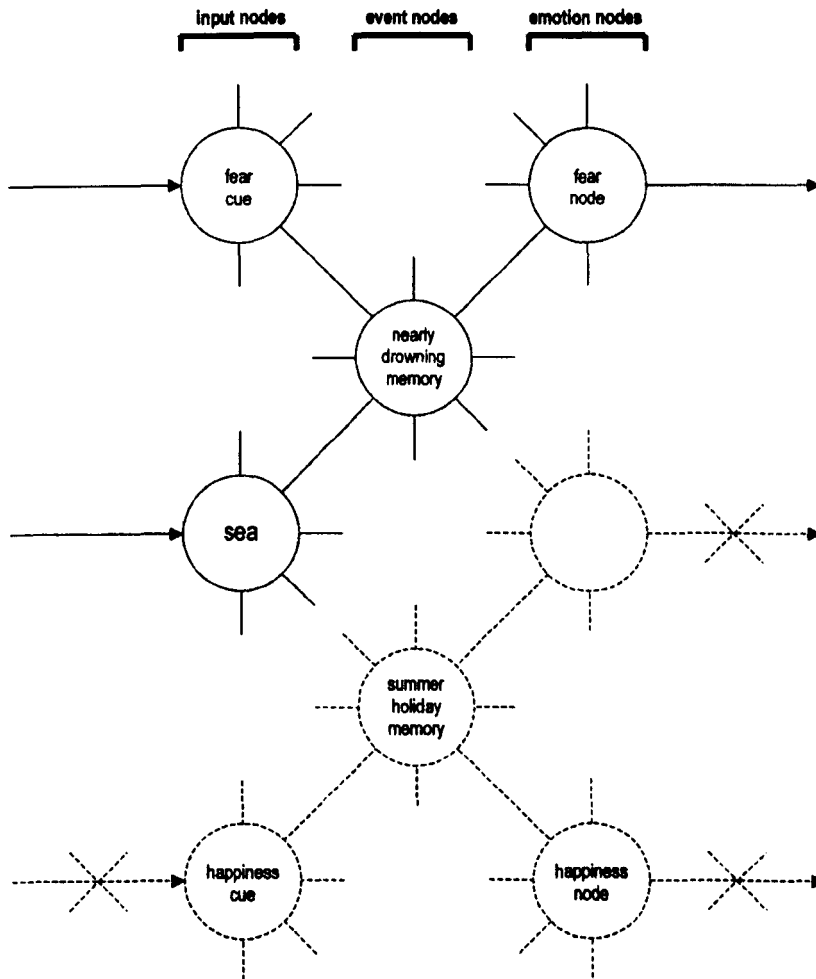 input nodes
event nodes
emotion nodes
fear
cue
fear
node
nearly
drowning
memory
sea
summer
holiday
memory
happiness
cue
happiness
node